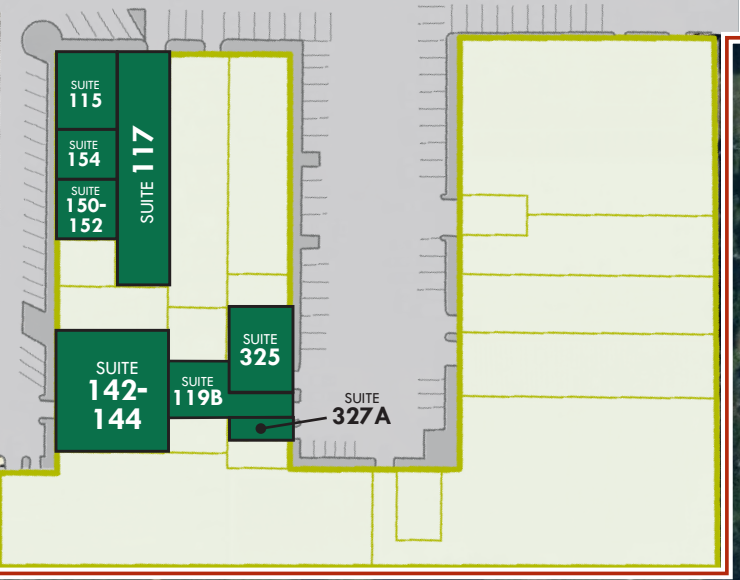 SUITE
115
SUITE 117
SUITE
154
SUITE
150-
152
SUITE
325
SUITE
142-
144
SUITE
119B
SUITE
327A